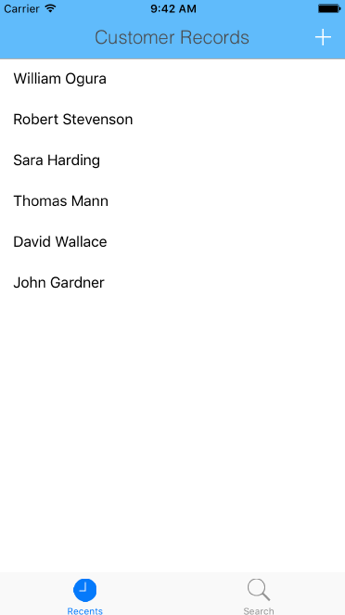 Carrier 9:42 AM
Customer Records
William Ogura
Robert Stevenson
Sara Harding
Thomas Mann
David Wallace
John Gardner
Recents Search